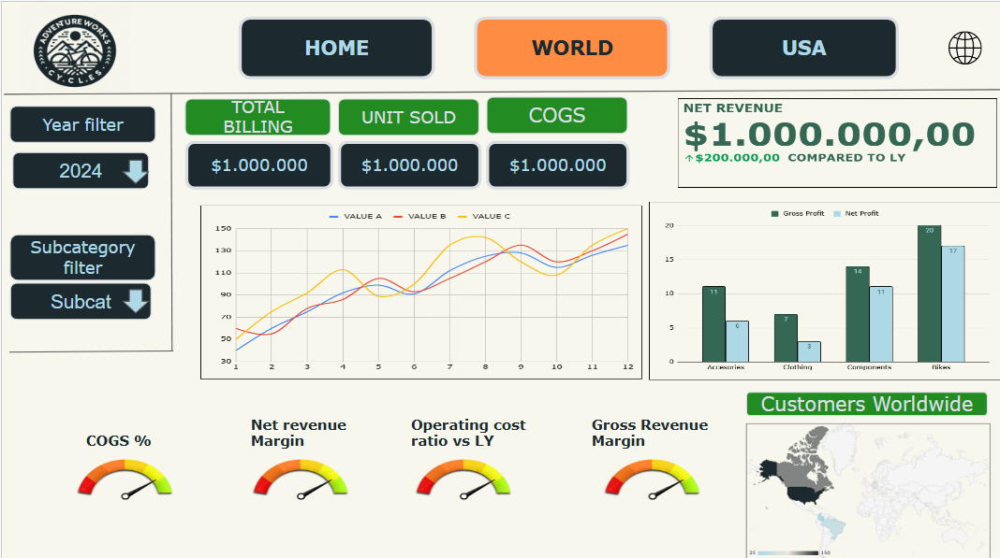 ADVENTUREWORKS
CYCLES
HOME
WORLD
USA
Year filter
2024
Subcategory
filter
Subcat
TOTAL
BILLING
UNIT SOLD
COGS
$1.000.000
$1.000.000
$1.000.000
NET REVENUE
$1.000.000,00
↑$200.000,00 COMPARED TO LY
VALUE A VALUE B VALUE C
150
130
110
90
70
50
30
1 2 3 4 5 6 7 8 9 10 11 12
Gross Profit Net Profit
20
15
10
5
0
11 6 7 3 14 11 20 17
Accesories Clothing Components Bikes
COGS %
Net revenue
Margin
Operating cost
ratio vs LY
Gross Revenue
Margin
Customers Worldwide
25 150